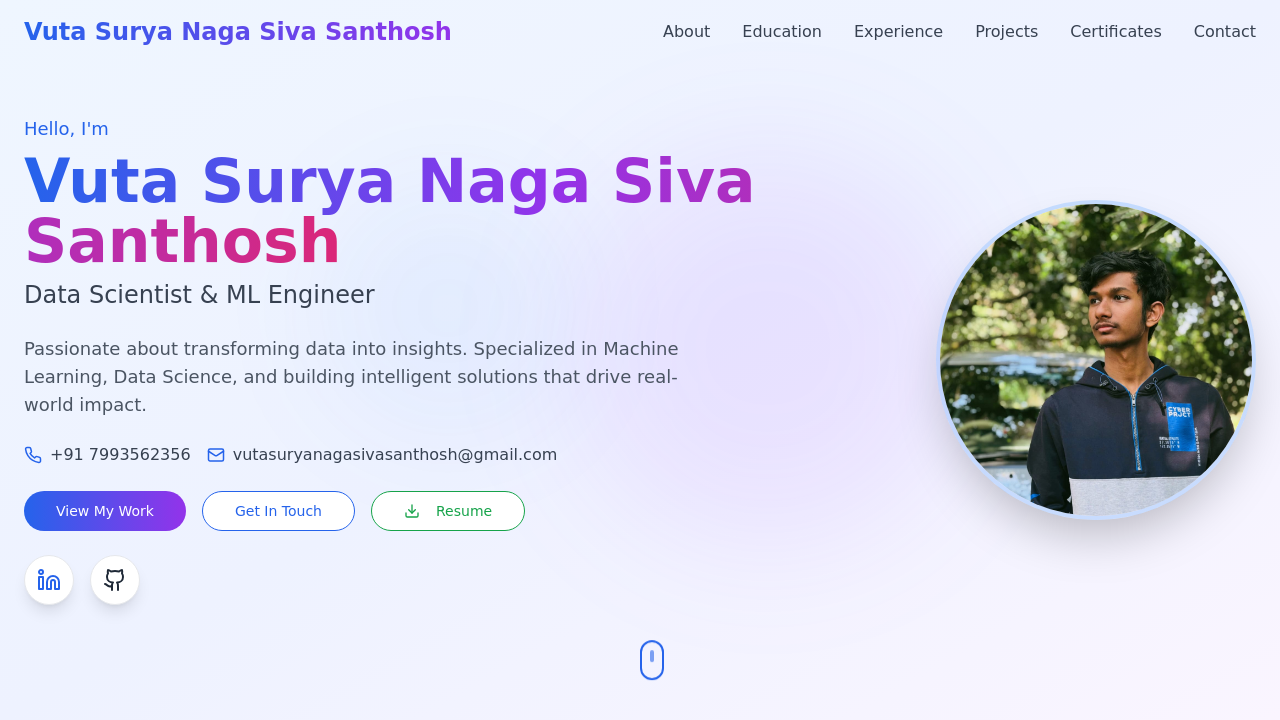 Vuta Surya Naga Siva Santhosh
About
Education
Experience
Projects
Certificates
Contact
Hello, I'm
Vuta Surya Naga Siva
Santhosh
Data Scientist & ML Engineer
Passionate about transforming data into insights. Specialized in Machine
Learning, Data Science, and building intelligent solutions that drive real-
world impact.
+91 7993562356
vutasuryanagasivasanthosh@gmail.com
View My Work
Get In Touch
Resume
CYBER
PRJCT